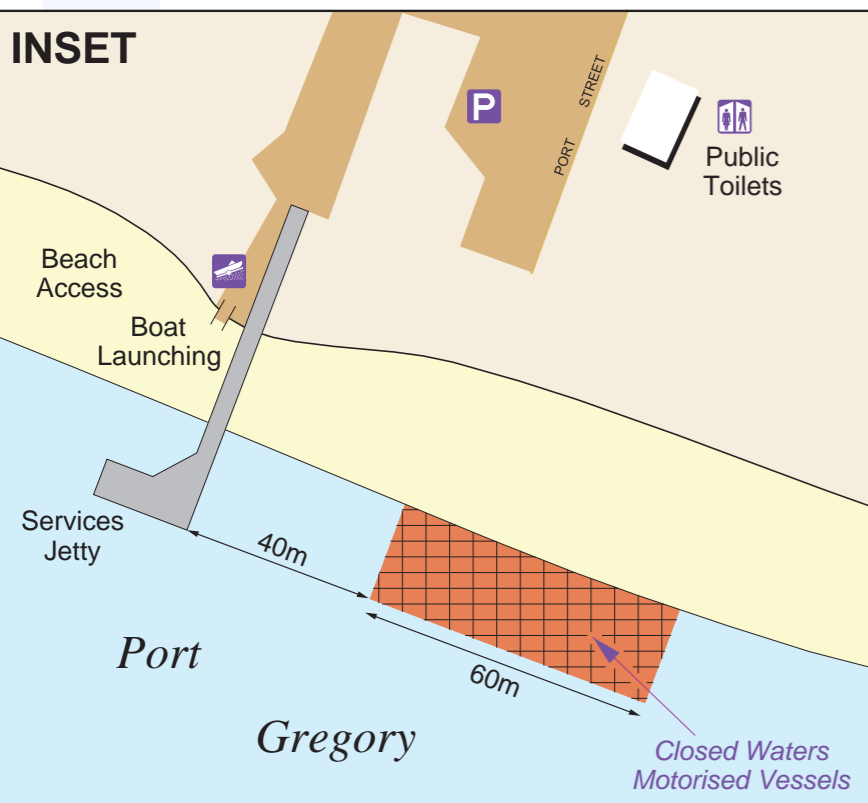 INSET
P
PORT STREET
Public
Toilets
Beach
Access
Boat
Launching
Services
Jetty
40m
60m
Port
Gregory
Closed Waters
Motorised Vessels